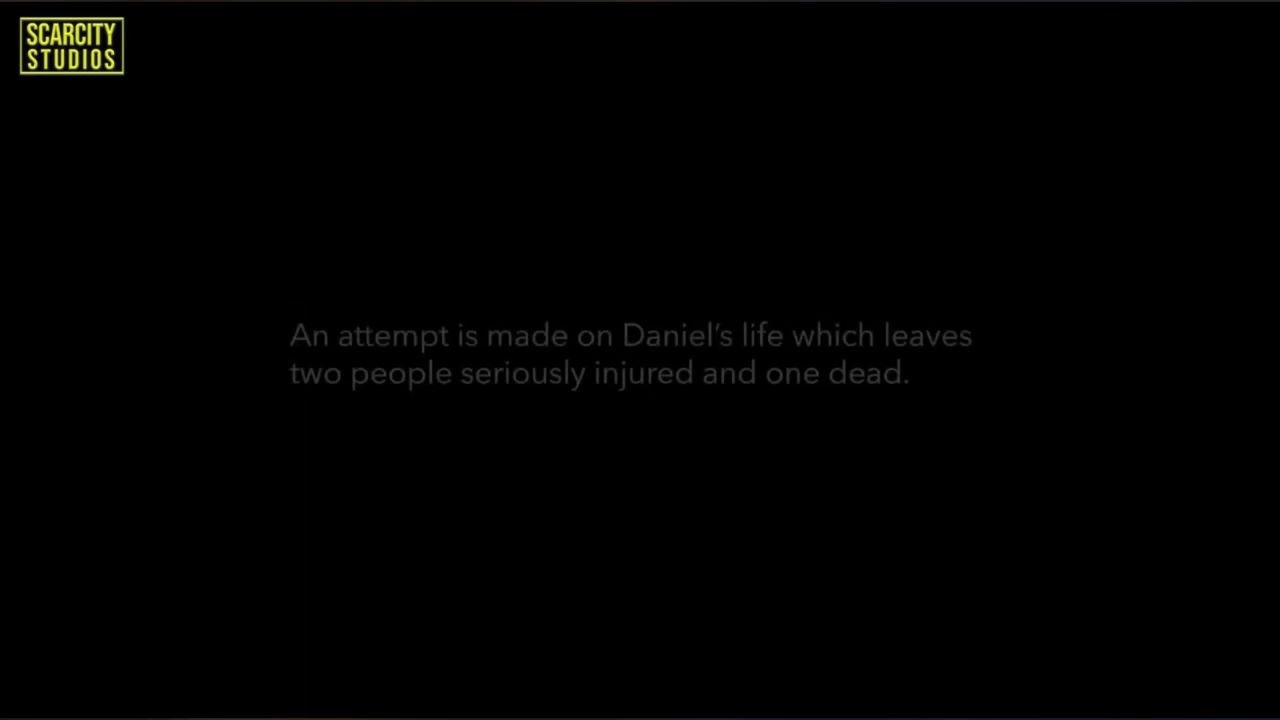 SCARCITY
STUDIOS
An attempt is made on Daniel’s life which leaves
two people seriously injured and one dead.